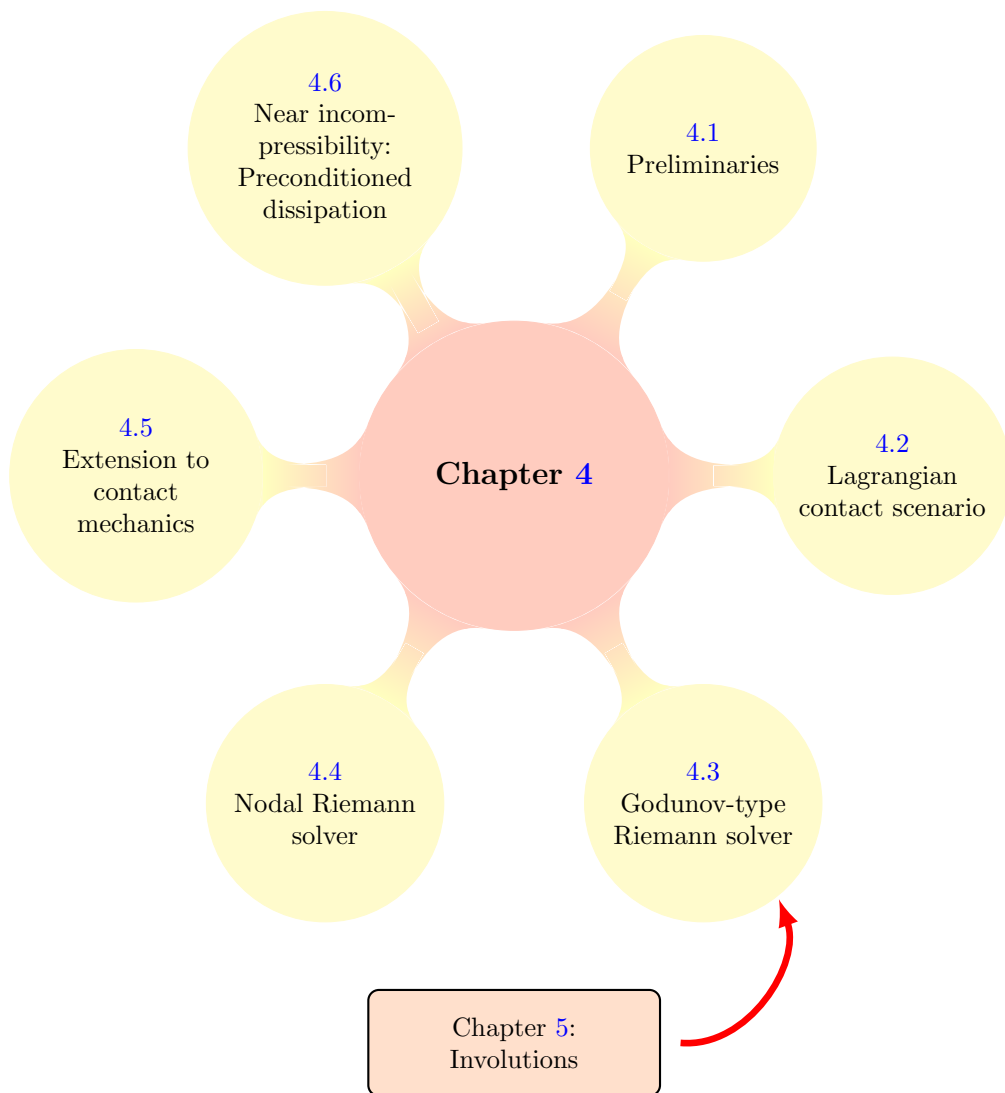 4.6
Near incom-
pressibility:
Preconditioned
dissipation
4.1
Preliminaries
4.5
Extension to
contact
mechanics
Chapter 4
4.2
Lagrangian
contact scenario
4.4
Nodal Riemann
solver
4.3
Godunov-type
Riemann solver
Chapter 5:
Involutions